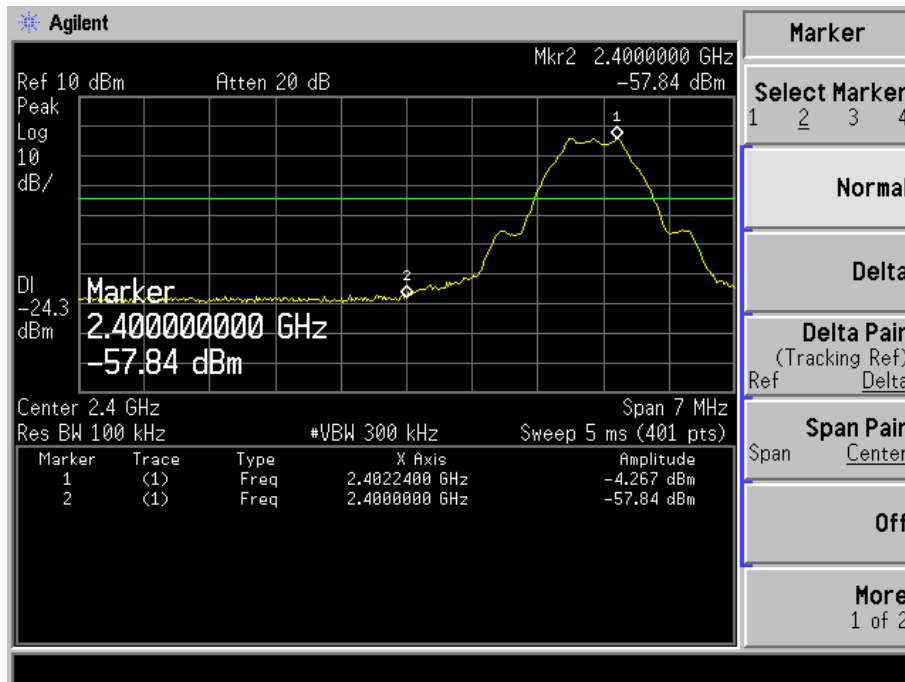 Agilent
Mkr2 2.4000000 GHz
Ref 10 dBm Atten 20 dB -57.84 dBm
Peak
Log
10
dB/
1
2
DI
-24.3
dBm
Marker
2.400000000 GHz
-57.84 dBm
Center 2.4 GHz Span 7 MHz
Res BW 100 kHz #VBW 300 kHz Sweep 5 ms (401 pts)
Marker Trace Type X Axis Amplitude
1 (1) Freq 2.4022400 GHz -4.267 dBm
2 (1) Freq 2.4000000 GHz -57.84 dBm
Marker
Select Marker
1 2 3 4
Normal
Delta
Delta Pair
(Tracking Ref)
Ref Delta
Span Pair
Span Center
Off
More
1 of 2